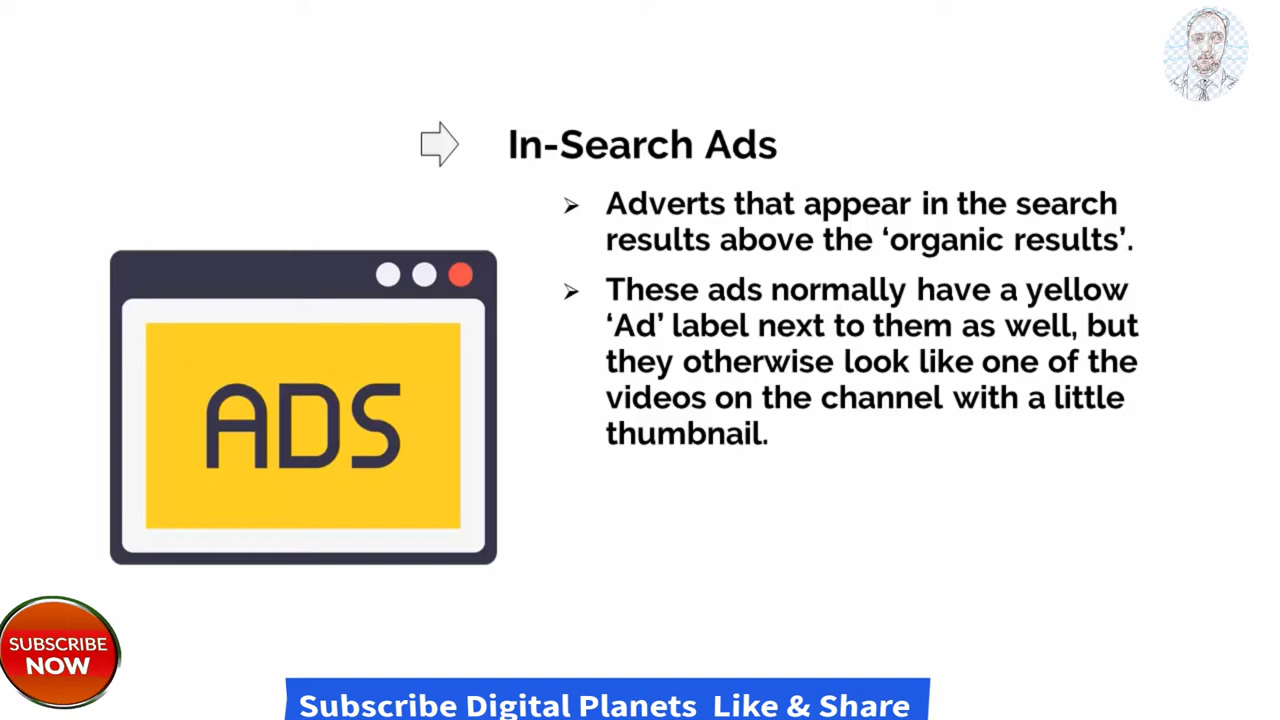 In-Search Ads
Adverts that appear in the search
results above the ‘organic results’.
These ads normally have a yellow
‘Ad’ label next to them as well, but
they otherwise look like one of the
videos on the channel with a little
thumbnail.
ADS
SUBSCRIBE
NOW
Subscribe Digital Planets Like & Share